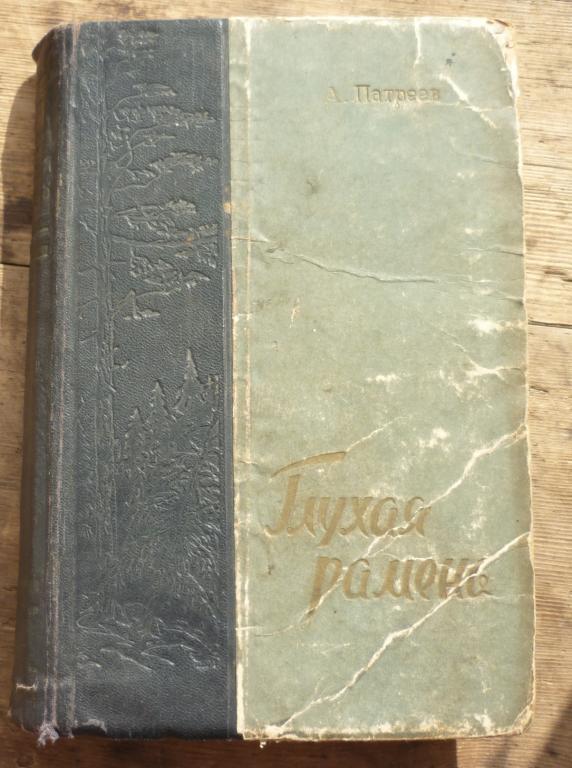 А. Патреев
Глухая
рамень